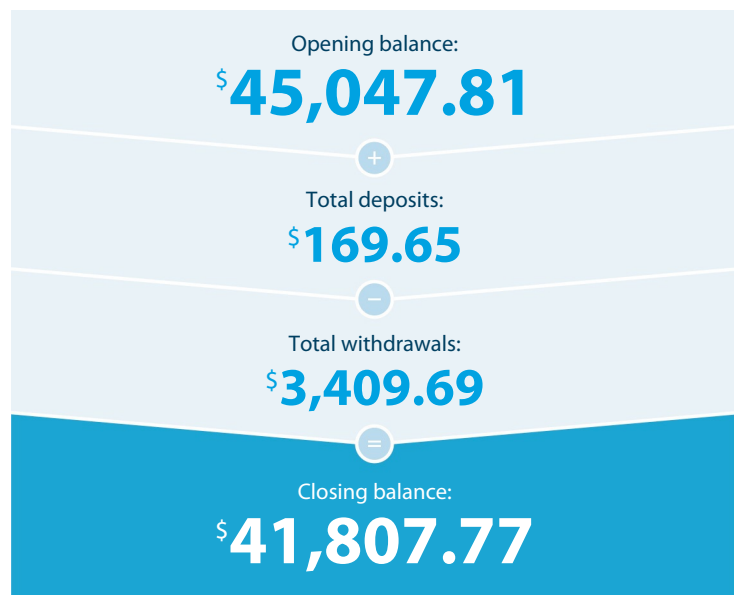 Opening balance:
$45,047.81
+
Total deposits:
$169.65
−
Total withdrawals:
$3,409.69
=
Closing balance:
$41,807.77